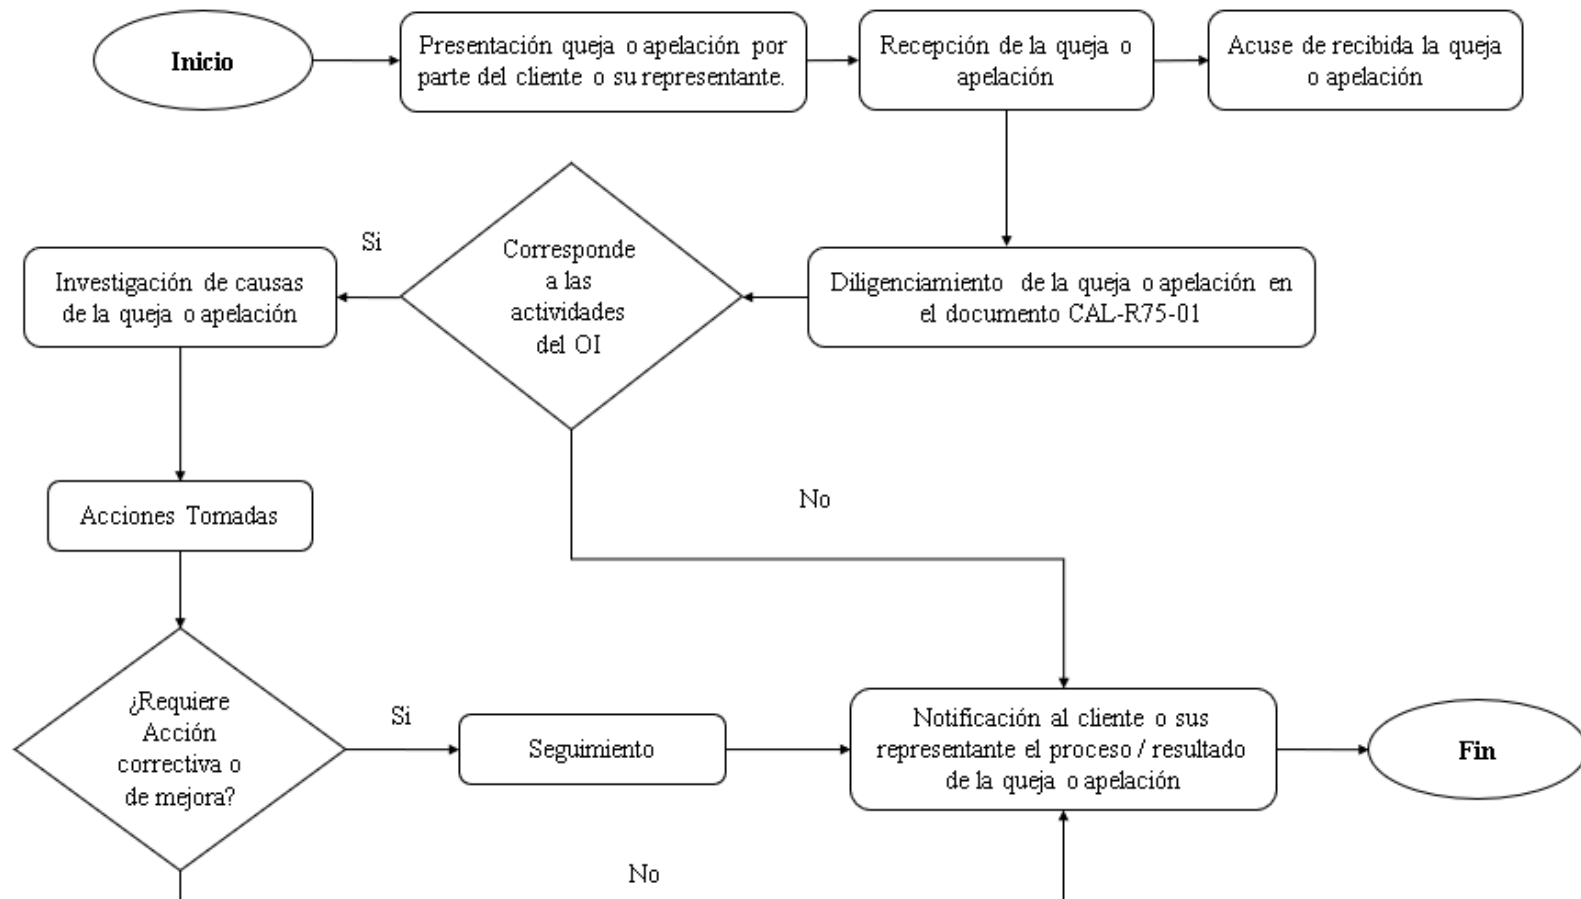 Inicio
Presentación queja o apelación por
parte del cliente o su representante.
Recepción de la queja o
apelación
Acuse de recibida la queja
o apelación
Si
Corresponde
a las
actividades
del OI
Investigación de causas
de la queja o apelación
Diligenciamiento de la queja o apelación en
el documento CAL-R75-01
Acciones Tomadas
No
¿Requiere
Acción
correctiva o
de mejora?
Si
Seguimiento
Notificación al cliente o sus
representante el proceso / resultado
de la queja o apelación
Fin
No